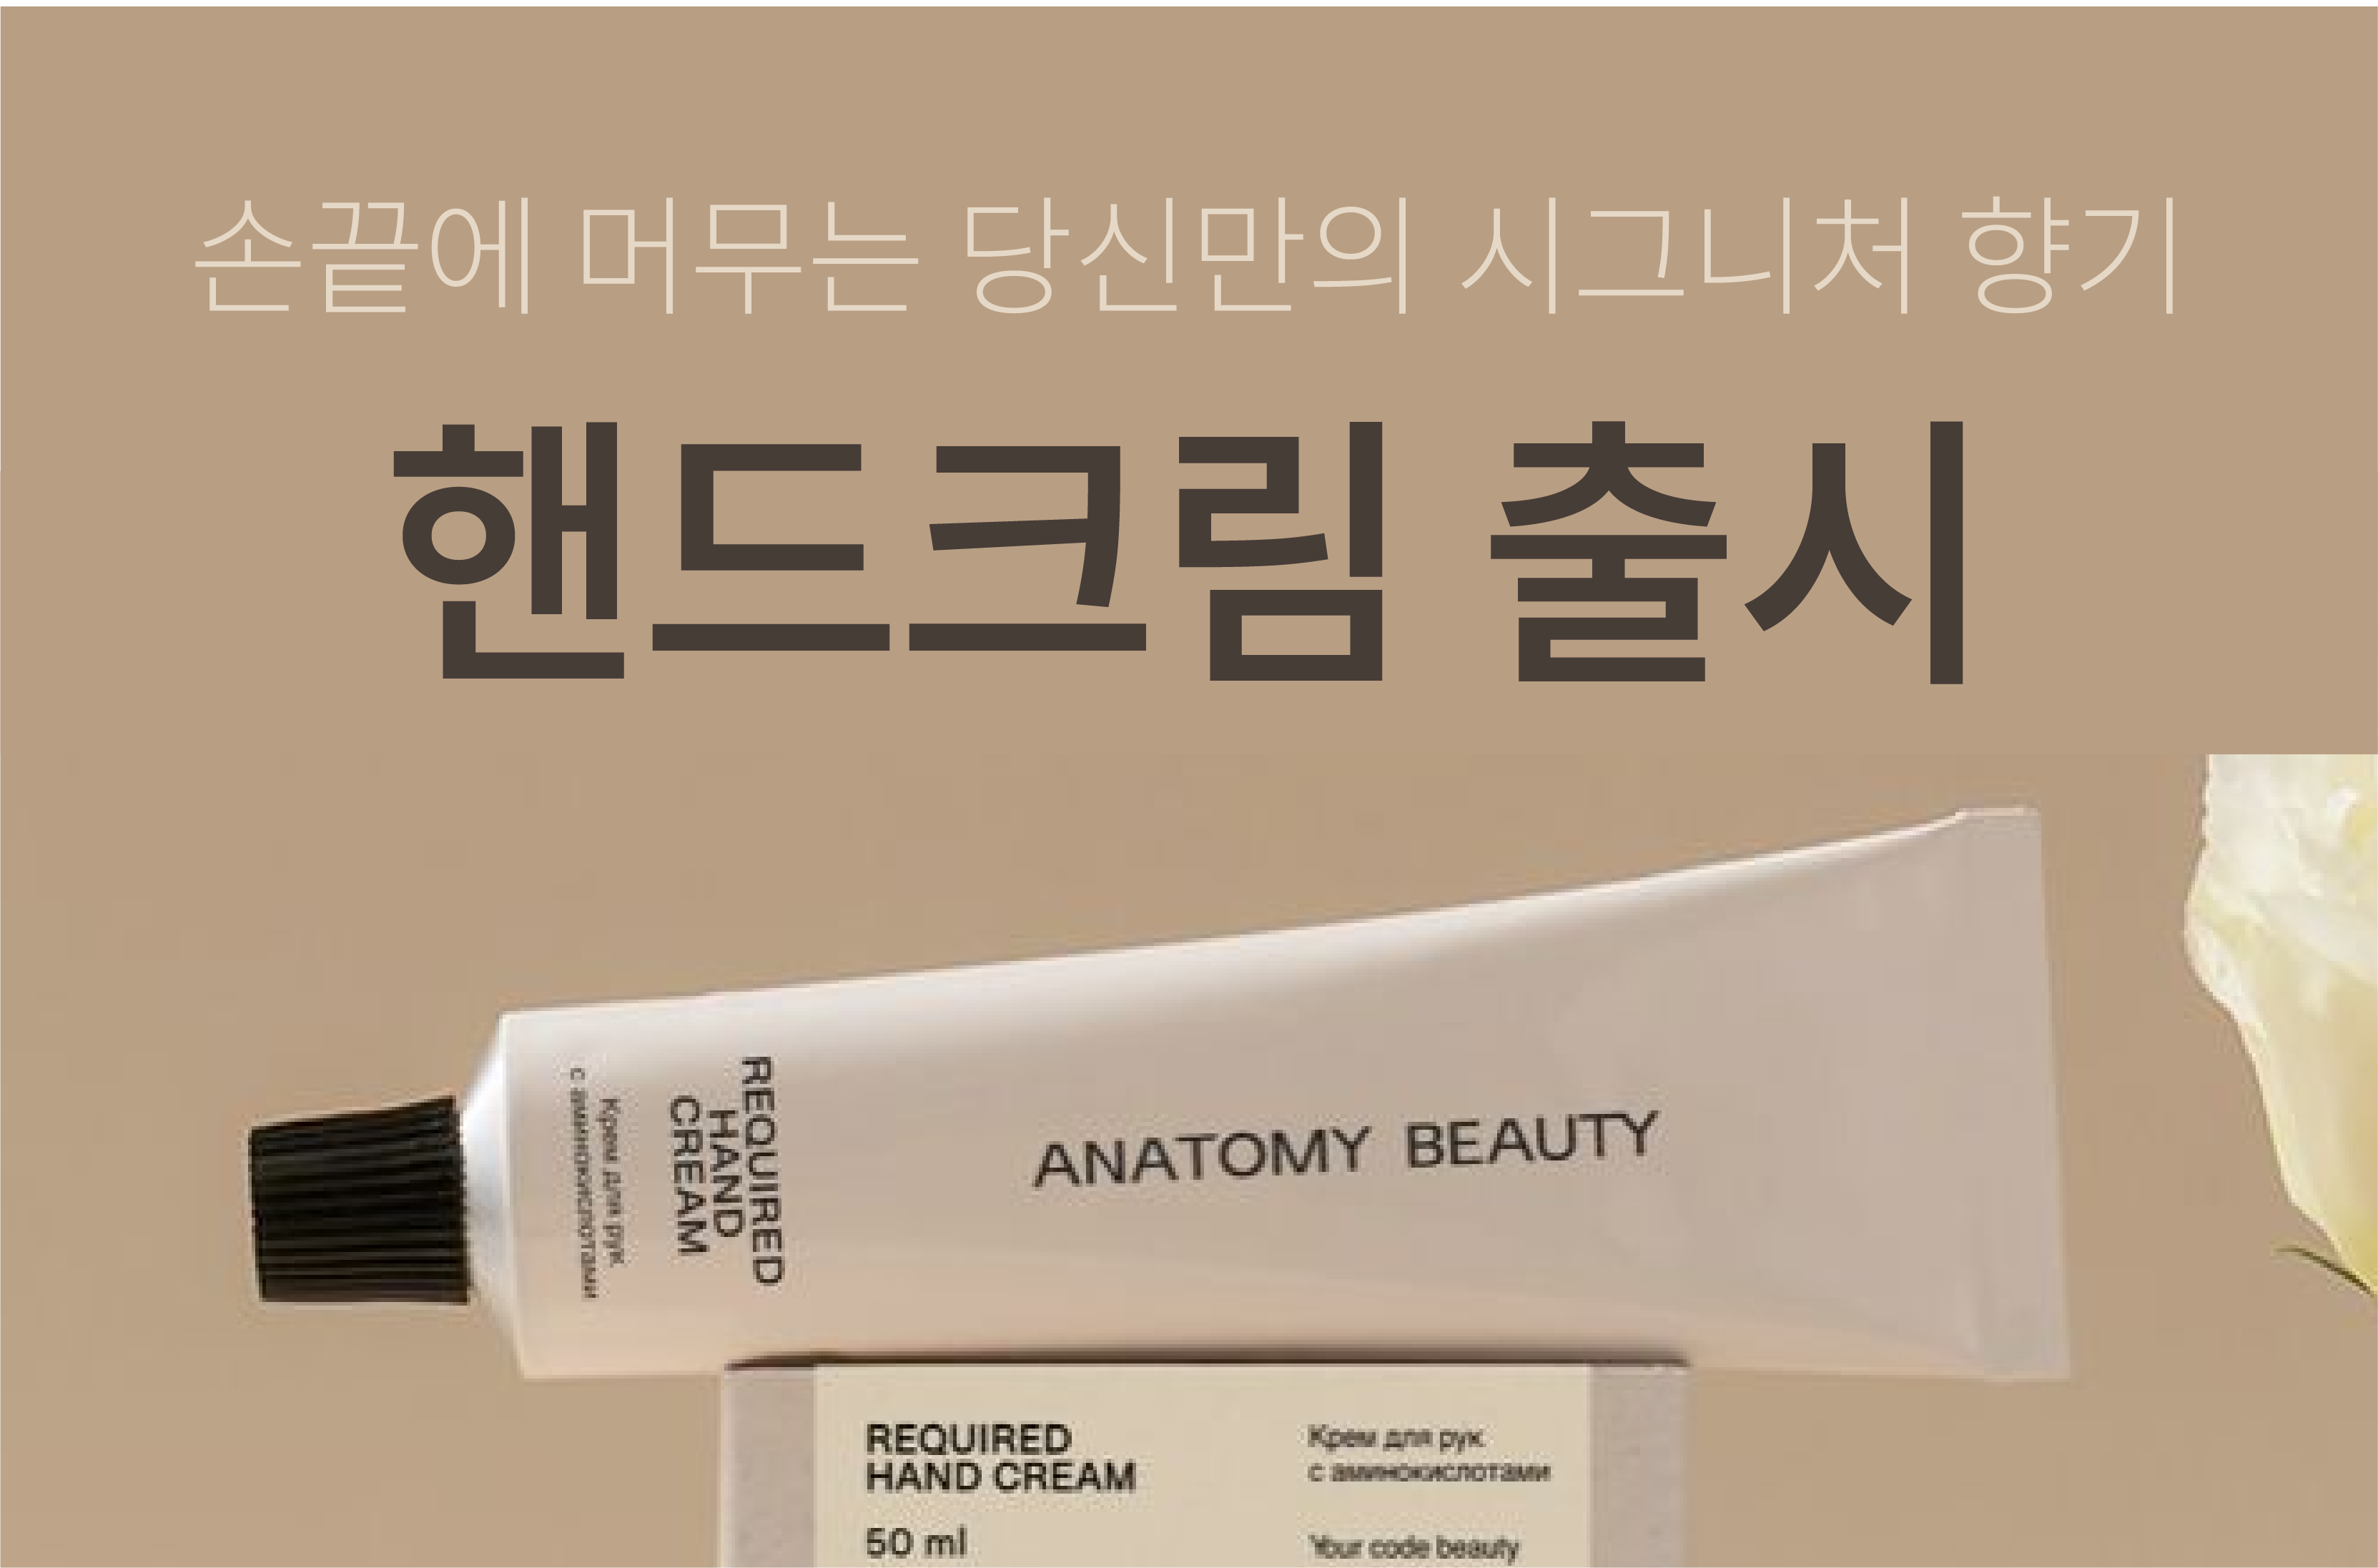 손끝에 머무는 당신만의 시그니처 향기
핸드크림 출시
ANATOMY BEAUTY
REQUIRED
HAND
CREAM
Крем для рук
с аминокислотами
REQUIRED
HAND CREAM
50 ml
Крем для рук
с аминокислотами
Your code beauty